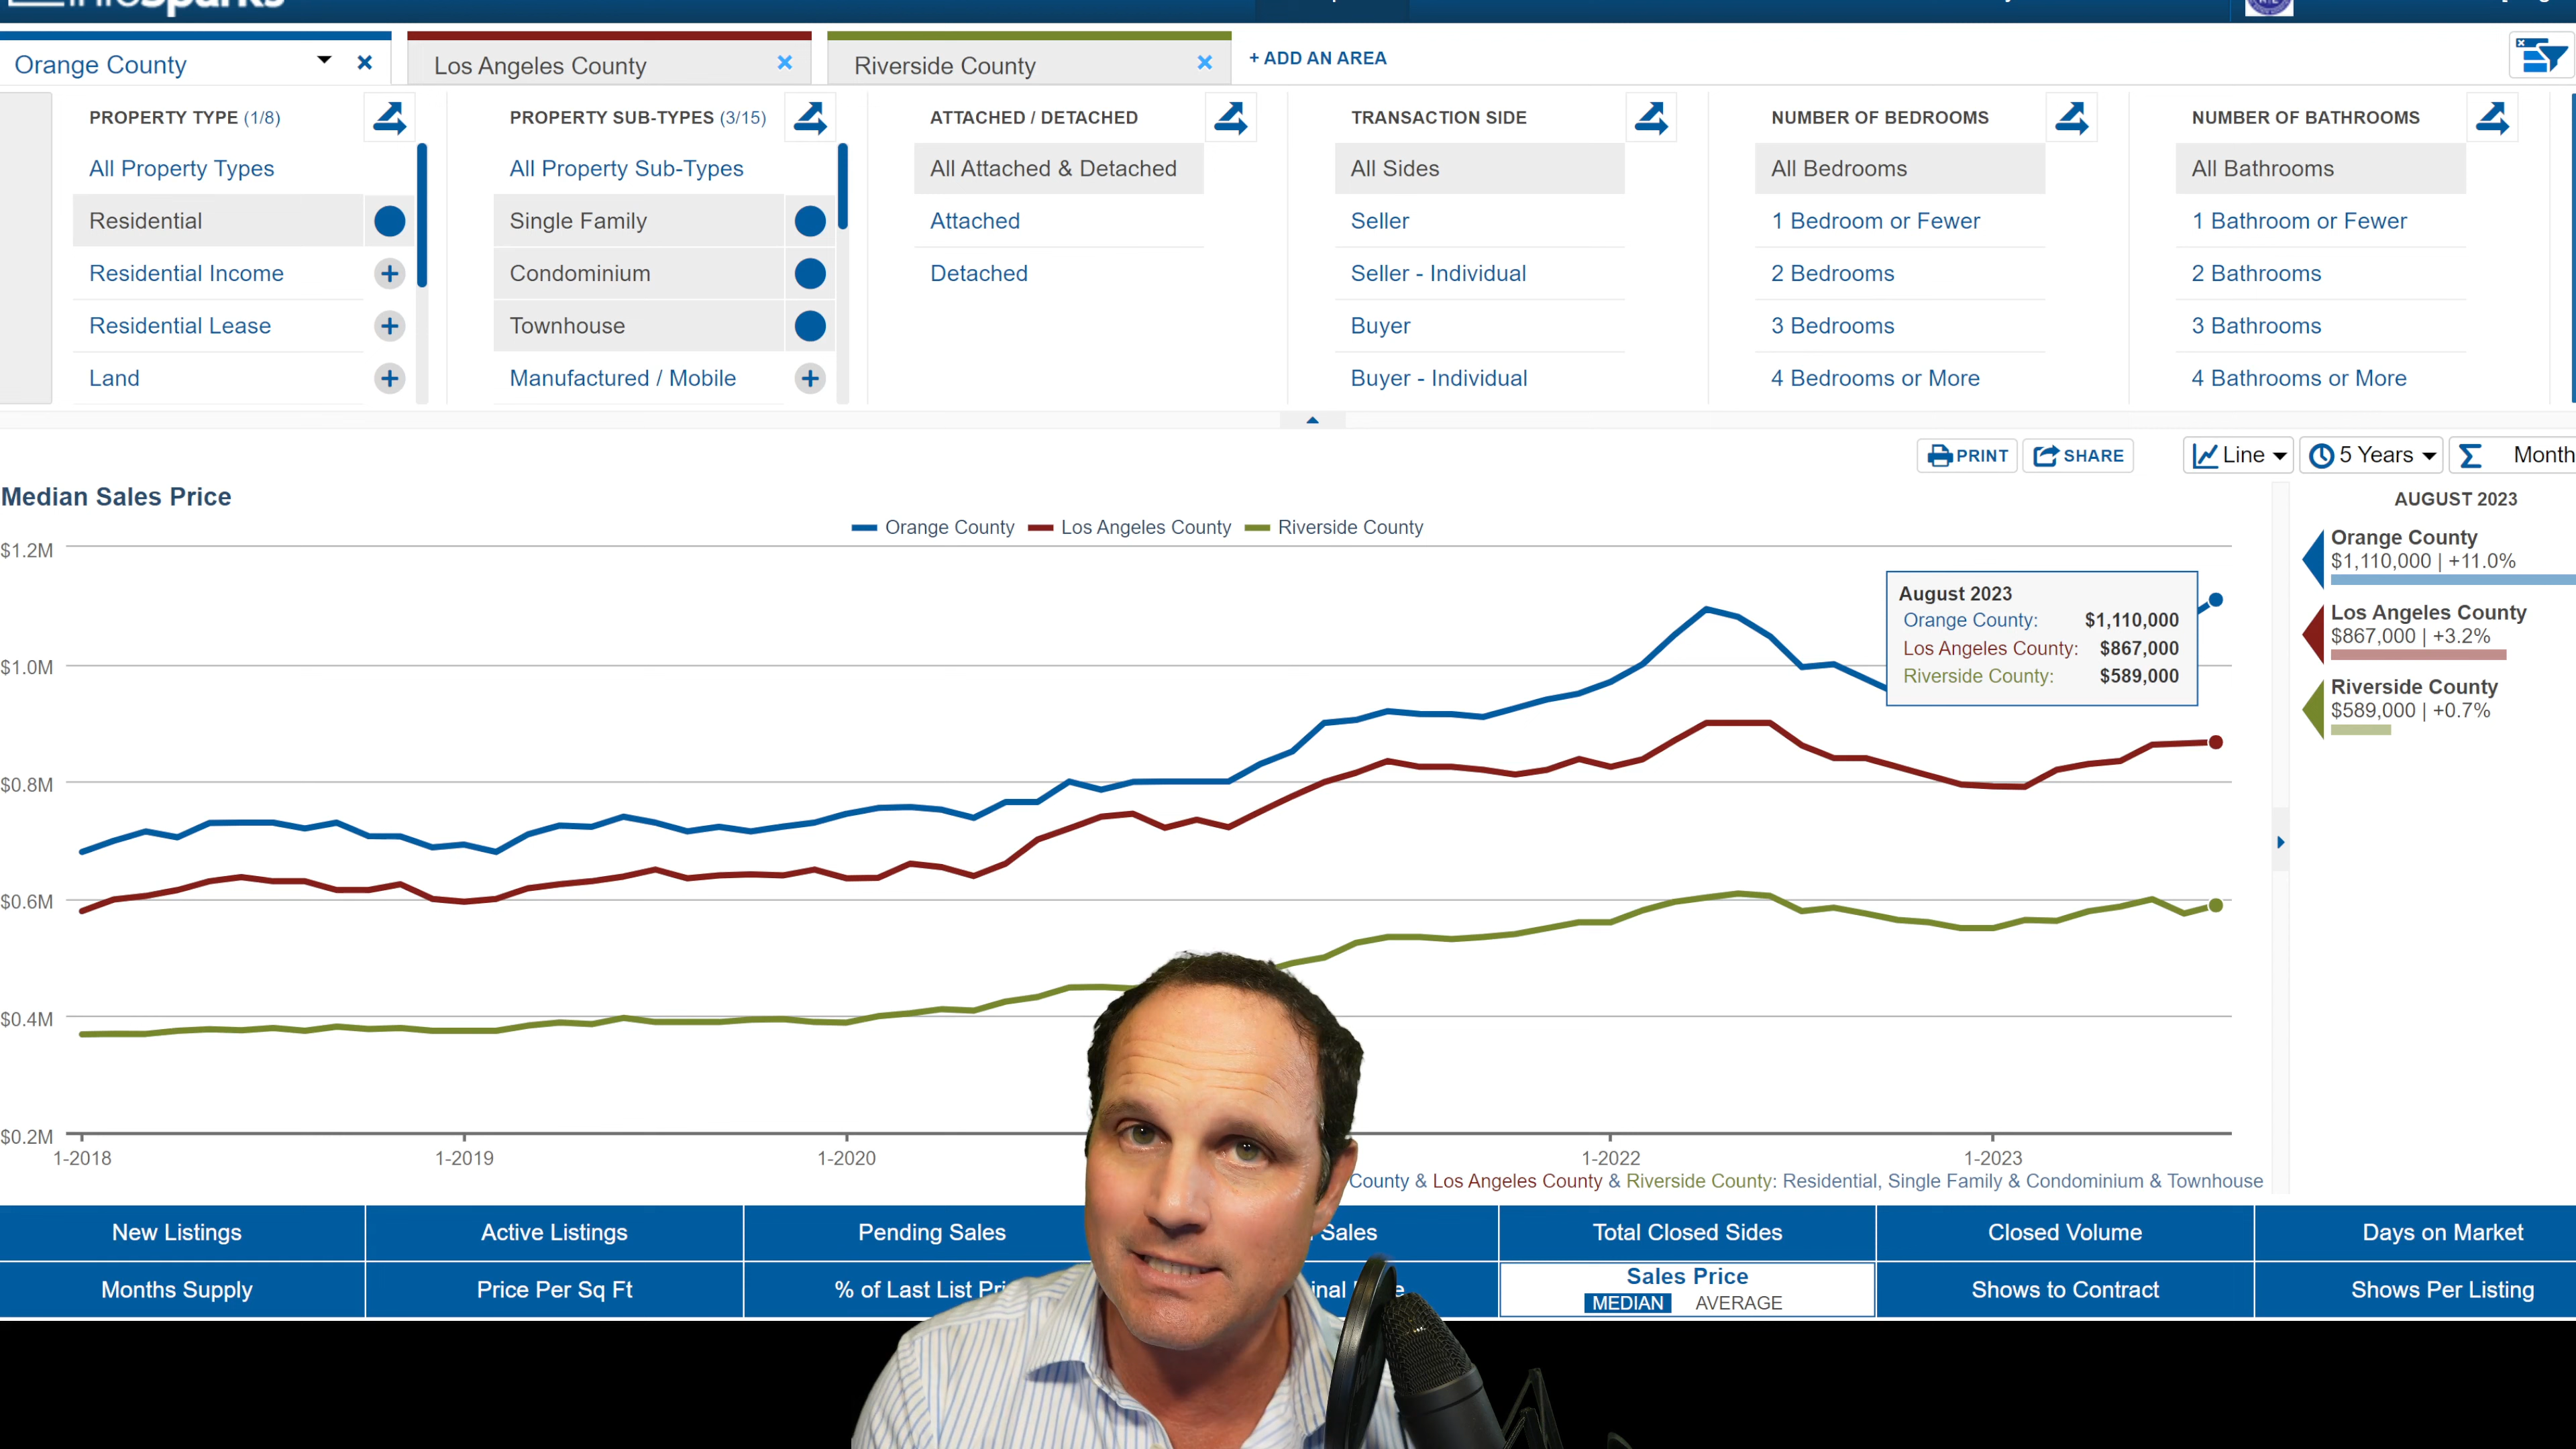 InfoSparks
Orange County
Los Angeles County
Riverside County
+ ADD AN AREA
PROPERTY TYPE (1/8)
All Property Types
Residential
Residential Income
Residential Lease
Land
PROPERTY SUB-TYPES (3/15)
All Property Sub-Types
Single Family
Condominium
Townhouse
Manufactured / Mobile
ATTACHED / DETACHED
All Attached & Detached
Attached
Detached
TRANSACTION SIDE
All Sides
Seller
Seller - Individual
Buyer
Buyer - Individual
NUMBER OF BEDROOMS
All Bedrooms
1 Bedroom or Fewer
2 Bedrooms
3 Bedrooms
4 Bedrooms or More
NUMBER OF BATHROOMS
All Bathrooms
1 Bathroom or Fewer
2 Bathrooms
3 Bathrooms
4 Bathrooms or More
PRINT
SHARE
Line
5 Years
Month
Median Sales Price
Orange County
Los Angeles County
Riverside County
$1.2M
$1.0M
$0.8M
$0.6M
$0.4M
$0.2M
August 2023
Orange County: $1,110,000
Los Angeles County: $867,000
Riverside County: $589,000
AUGUST 2023
Orange County
$1,110,000 | +11.0%
Los Angeles County
$867,000 | +3.2%
Riverside County
$589,000 | +0.7%
1-2018
1-2019
1-2020
1-2022
1-2023
County & Los Angeles County & Riverside County: Residential, Single Family & Condominium & Townhouse
New Listings
Active Listings
Pending Sales
Sales
Total Closed Sides
Closed Volume
Days on Market
Months Supply
Price Per Sq Ft
% of Last List Pri
Sales Price
MEDIAN
AVERAGE
Shows to Contract
Shows Per Listing